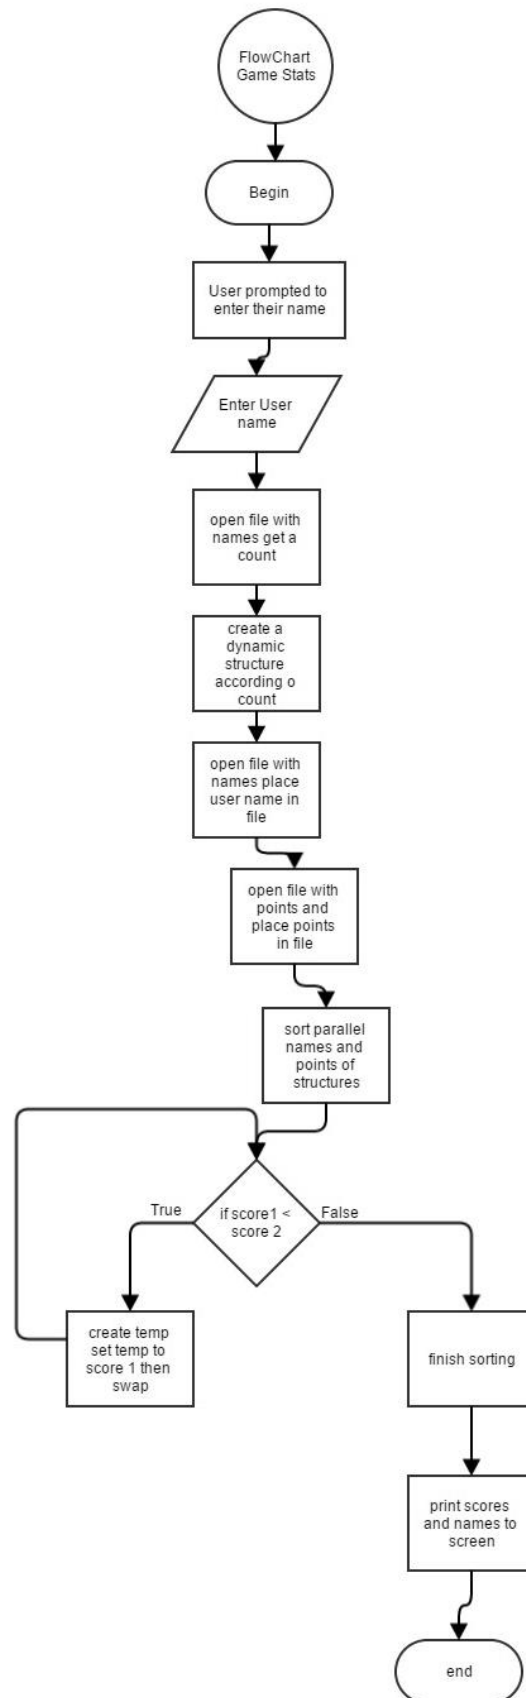 FlowChart
Game Stats
Begin
User prompted to
enter their name
Enter User
name
open file with
names get a
count
create a
dynamic
structure
according o
count
open file with
names place
user name in
file
open file with
points and
place points
in file
sort parallel
names and
points of
structures
if score1 <
score 2
True
False
create temp
set temp to
score 1 then
swap
finish sorting
print scores
and names to
screen
end